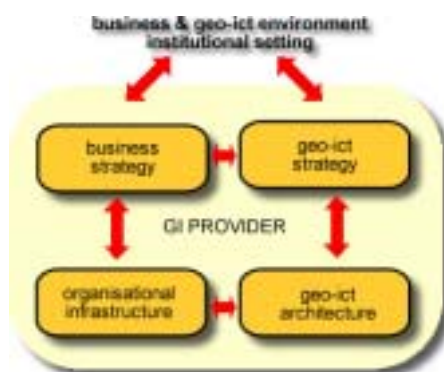 business & geo-ict environment
institutional setting
business
strategy
geo-ict
strategy
GI PROVIDER
organisational
infrastructure
geo-ict
architecture